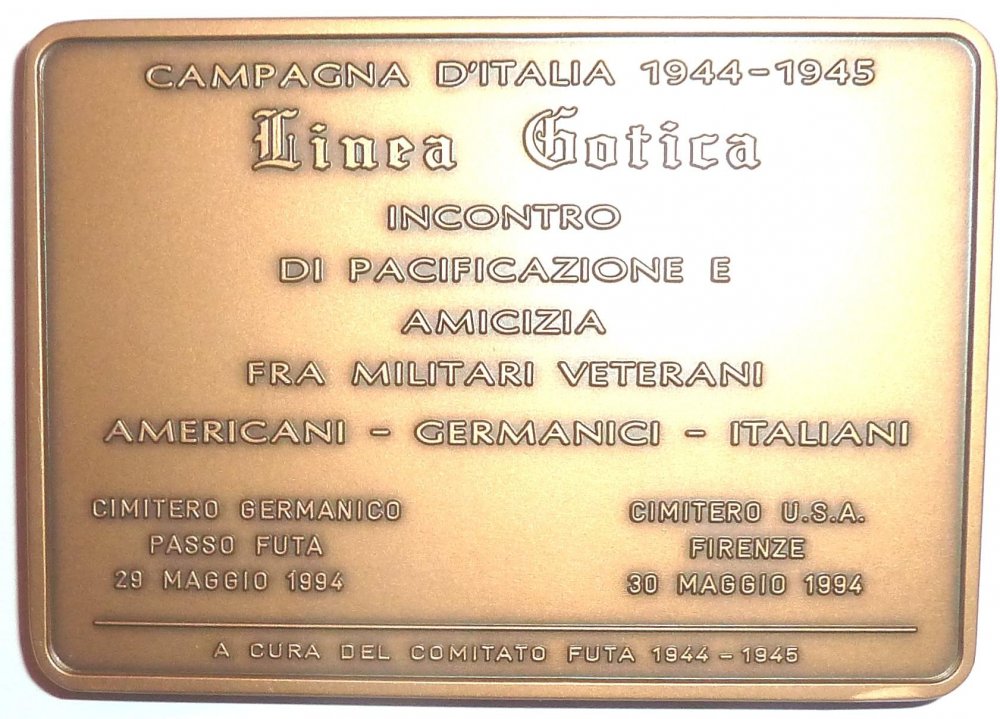 CAMPAGNA D'ITALIA 1944-1945
Linea Gotica
INCONTRO
DI PACIFICAZIONE E
AMICIZIA
FRA MILITARI VETERANI
AMERICANI - GERMANICI - ITALIANI
CIMITERO GERMANICO
PASSO FUTA
29 MAGGIO 1994
CIMITERO U.S.A.
FIRENZE
30 MAGGIO 1994
A CURA DEL COMITATO FUTA 1944-1945